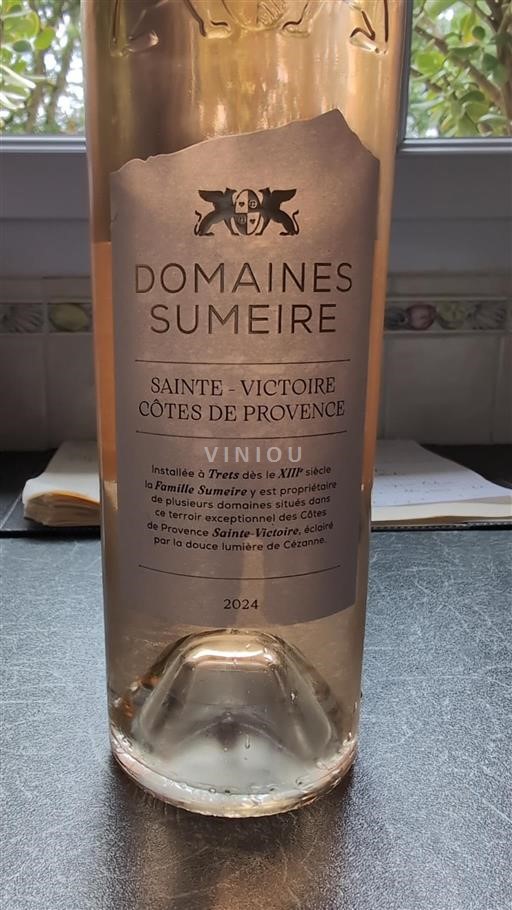 DOMAINES
SUMEIRE
SAINTE - VICTOIRE
CÔTES DE PROVENCE
VINIOU
Installée à Trets dès le XIIIe siècle
la Famille Sumeire y est propriétaire
de plusieurs domaines situés dans
ce terroir exceptionnel des Côtes
de Provence Sainte-Victoire, éclairé
par la douce lumière de Cézanne.
2024